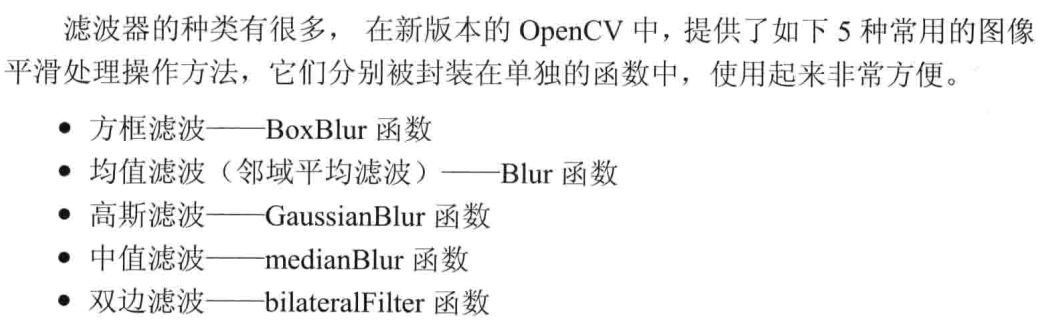 滤波器的种类有很多， 在新版本的 OpenCV 中，提供了如下 5 种常用的图像
平滑处理操作方法，它们分别被封装在单独的函数中，使用起来非常方便。
● 方框滤波——BoxBlur 函数
● 均值滤波（邻域平均滤波）——Blur 函数
● 高斯滤波——GaussianBlur 函数
● 中值滤波——medianBlur 函数
● 双边滤波——bilateralFilter 函数